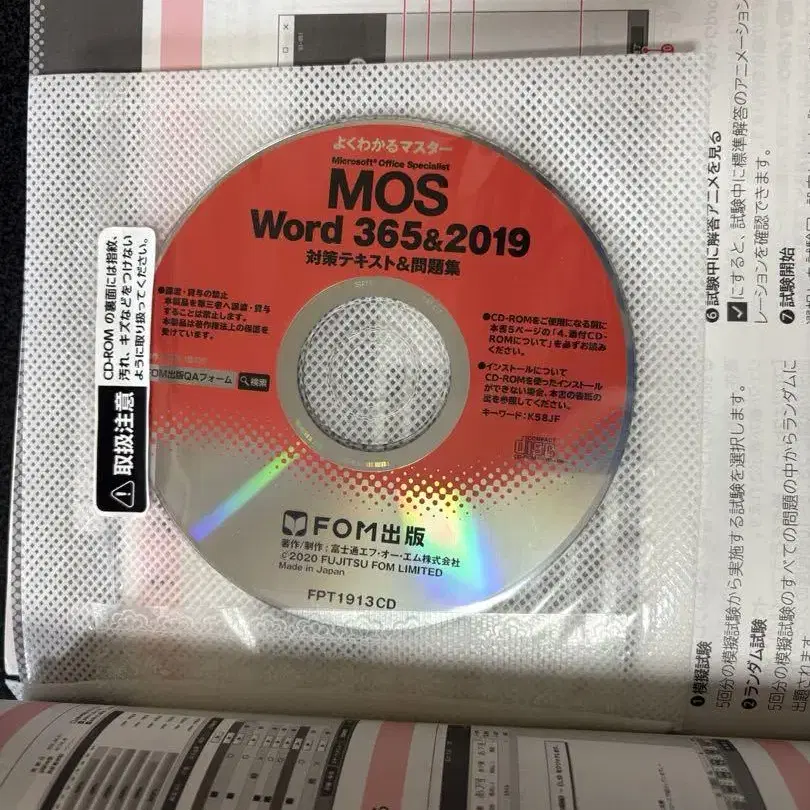 よくわかるマスター
Microsoft® Office Specialist
MOS
Word 365&2019
対策テキスト&問題集
●譲渡・貸与の禁止
本製品を第三者へ譲渡・貸与
することは禁止します。
本製品は著作権法上の保護を
受けています。
FOM出版QAフォーム
検索
●CD-ROMをご使用になる前に
本書5ページの「4.添付CD-
ROMについて」を必ずお読み
ください。
●インストールについて
CD-ROMを使ったインストール
ができない場合、本書の表紙の
裏を参照してください。
キーワード:K58JF
COMPACT
disc
FOM出版
著作/制作:富士通エフ・オー・エム株式会社
©2020 FUJITSU FOM LIMITED
Made in Japan
FPT1913CD
取扱注意
CD-ROMの裏面には指紋、
汚れ、キズなどをつけない
ように取り扱ってください。
❶模擬試験
5回分の模擬試験から実施する試験を選択します。
❷ランダム試験
5回分の模擬試験のすべての問題の中からランダムに
出題されます
❻試験中に解答アニメを見る
✓にすると、試験中に標準解答のアニメーション
レーションを確認できます。
❼試験開始